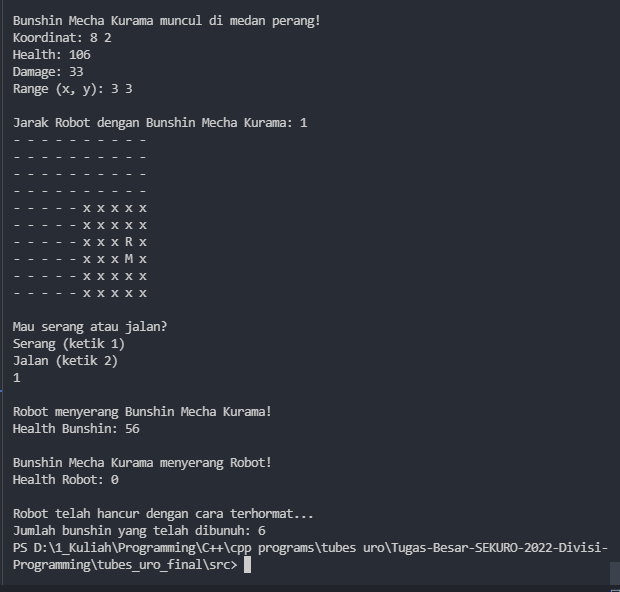 Bunshin Mecha Kurama muncul di medan perang!
Koordinat: 8 2
Health: 106
Damage: 33
Range (x, y): 3 3
Jarak Robot dengan Bunshin Mecha Kurama: 1
- - - - - - - - - -
- - - - - - - - - -
- - - - - - - - - -
- - - - - - - - - -
- - - - - x x x x x
- - - - - x x x x x
- - - - - x x x R x
- - - - - x x x M x
- - - - - x x x x x
- - - - - x x x x x
Mau serang atau jalan?
Serang (ketik 1)
Jalan (ketik 2)
1
Robot menyerang Bunshin Mecha Kurama!
Health Bunshin: 56
Bunshin Mecha Kurama menyerang Robot!
Health Robot: 0
Robot telah hancur dengan cara terhormat...
Jumlah bunshin yang telah dibunuh: 6
PS D:\1_Kuliah\Programming\C++\cpp programs\tubes uro\Tugas-Besar-SEKURO-2022-Divisi-
Programming\tubes_uro_final\src>